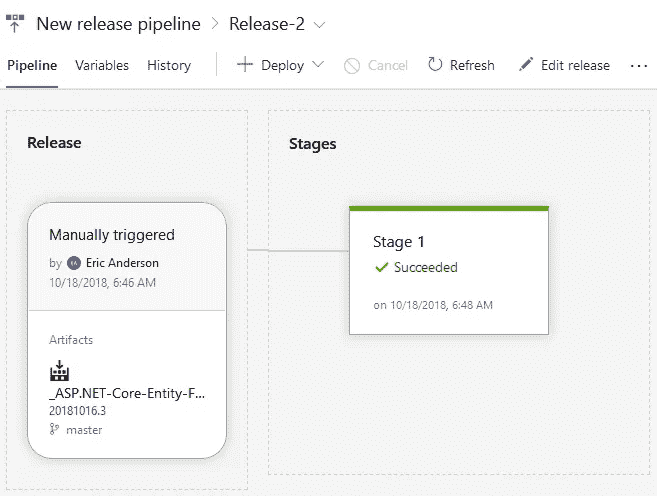 New release pipeline > Release-2
Pipeline Variables History + Deploy Cancel Refresh Edit release ...
Release
Stages
Manually triggered
by EA Eric Anderson
10/18/2018, 6:46 AM
Artifacts
_ASP.NET-Core-Entity-F...
20181016.3
master
Stage 1
Succeeded
on 10/18/2018, 6:48 AM